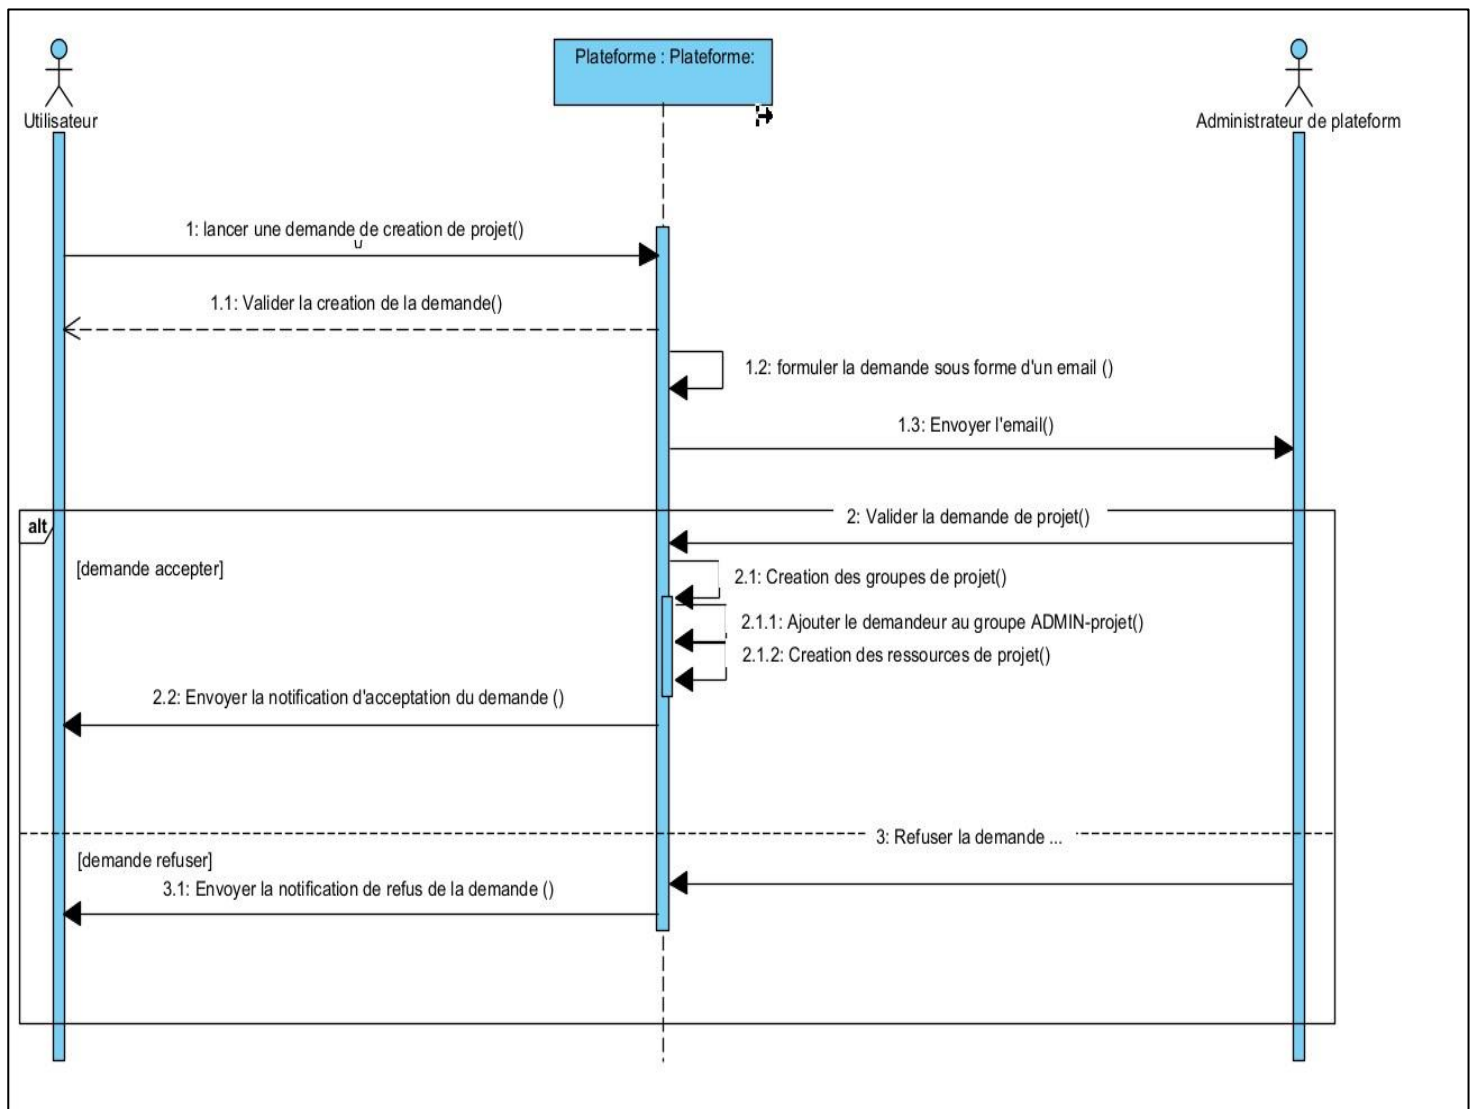 Plateforme : Plateforme:
Utilisateur
Administrateur de plateform
1: lancer une demande de creation de projet()
1.1: Valider la creation de la demande()
1.2: formuler la demande sous forme d'un email ()
1.3: Envoyer l'email()
alt
2: Valider la demande de projet()
[demande accepter]
2.1: Creation des groupes de projet()
2.1.1: Ajouter le demandeur au groupe ADMIN-projet()
2.1.2: Creation des ressources de projet()
2.2: Envoyer la notification d'acceptation du demande ()
3: Refuser la demande ...
[demande refuser]
3.1: Envoyer la notification de refus de la demande ()